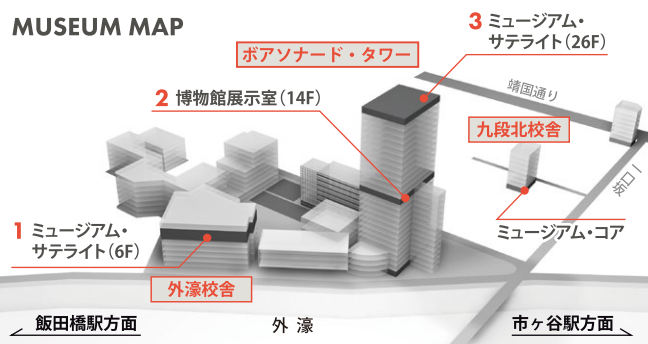 MUSEUM MAP
3 ミュージアム・
サテライト(26F)
ボアソナード・タワー
靖国通り
2 博物館展示室(14F)
九段北校舎
一口坂
1 ミュージアム・
サテライト(6F)
ミュージアム・コア
外濠校舎
飯田橋駅方面
外濠
市ヶ谷駅方面